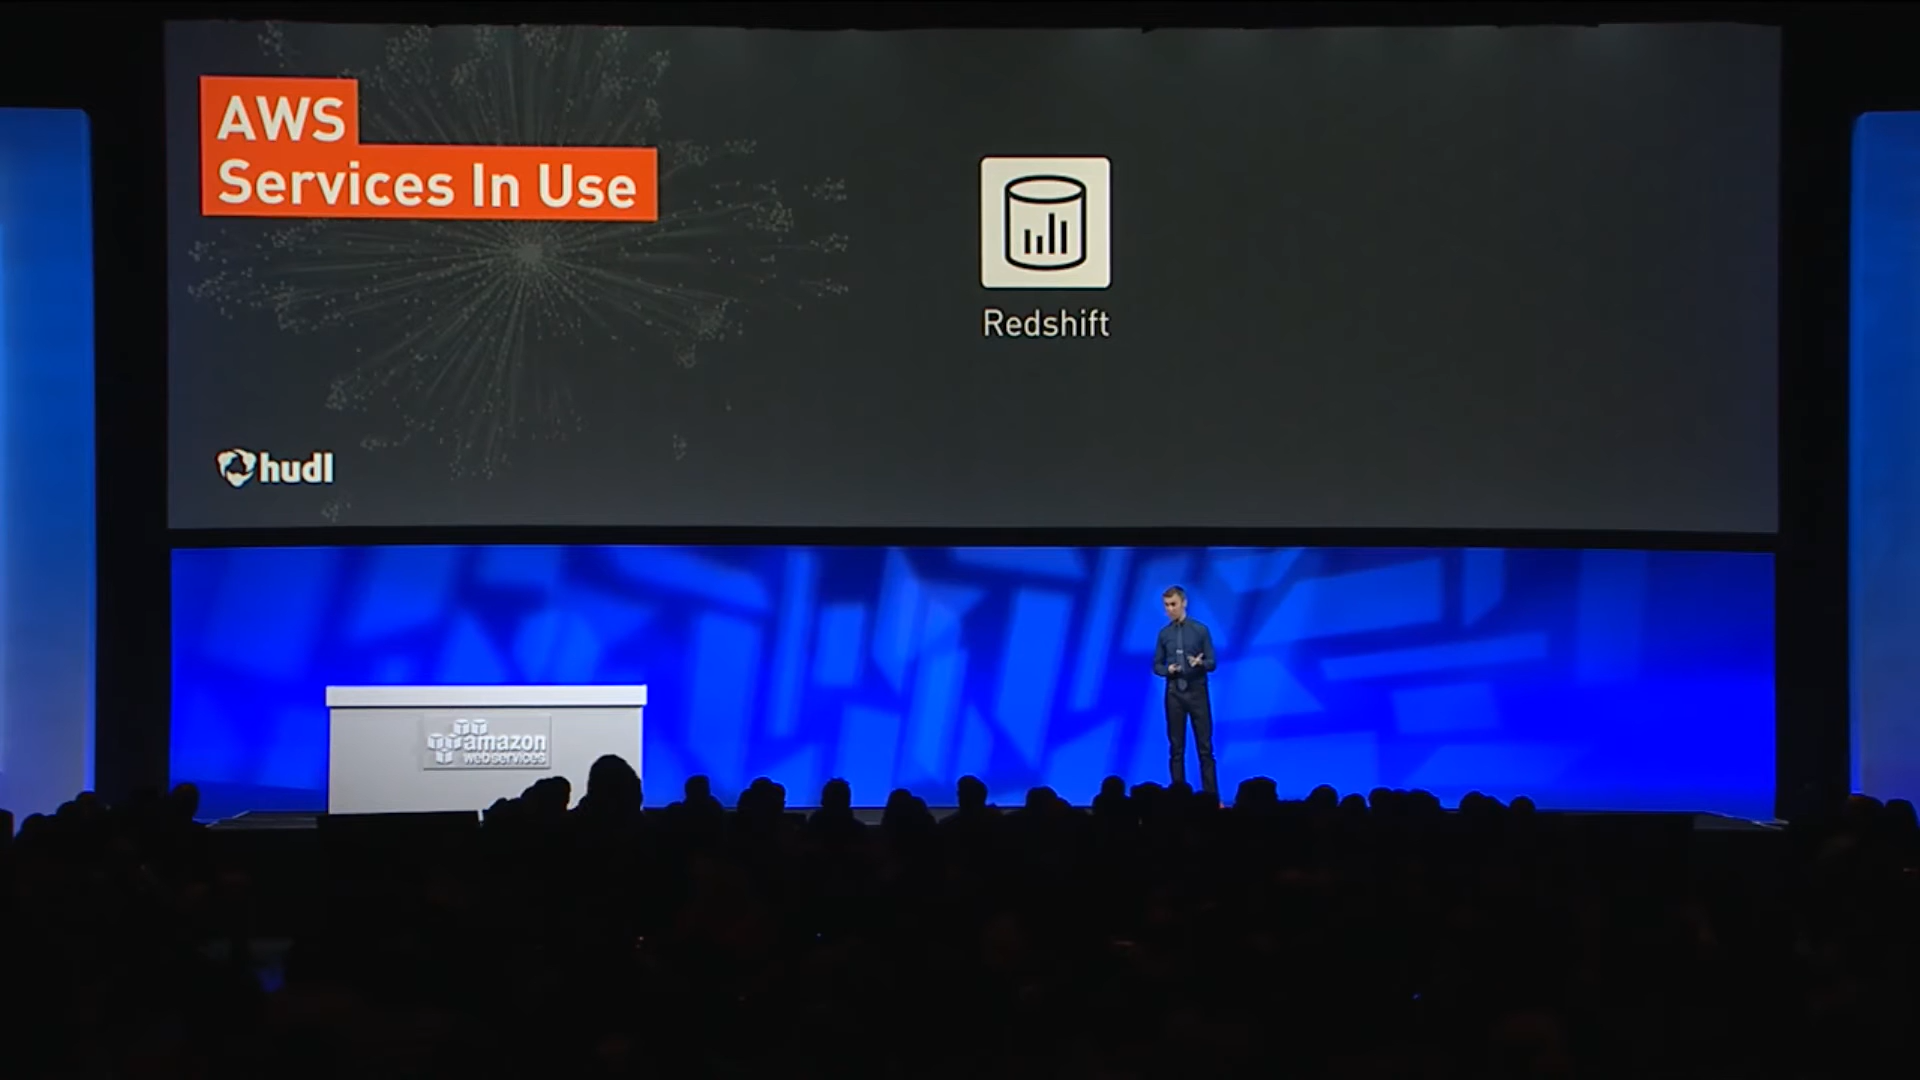 AWS
Services In Use
Redshift
hudl
amazon
webservices